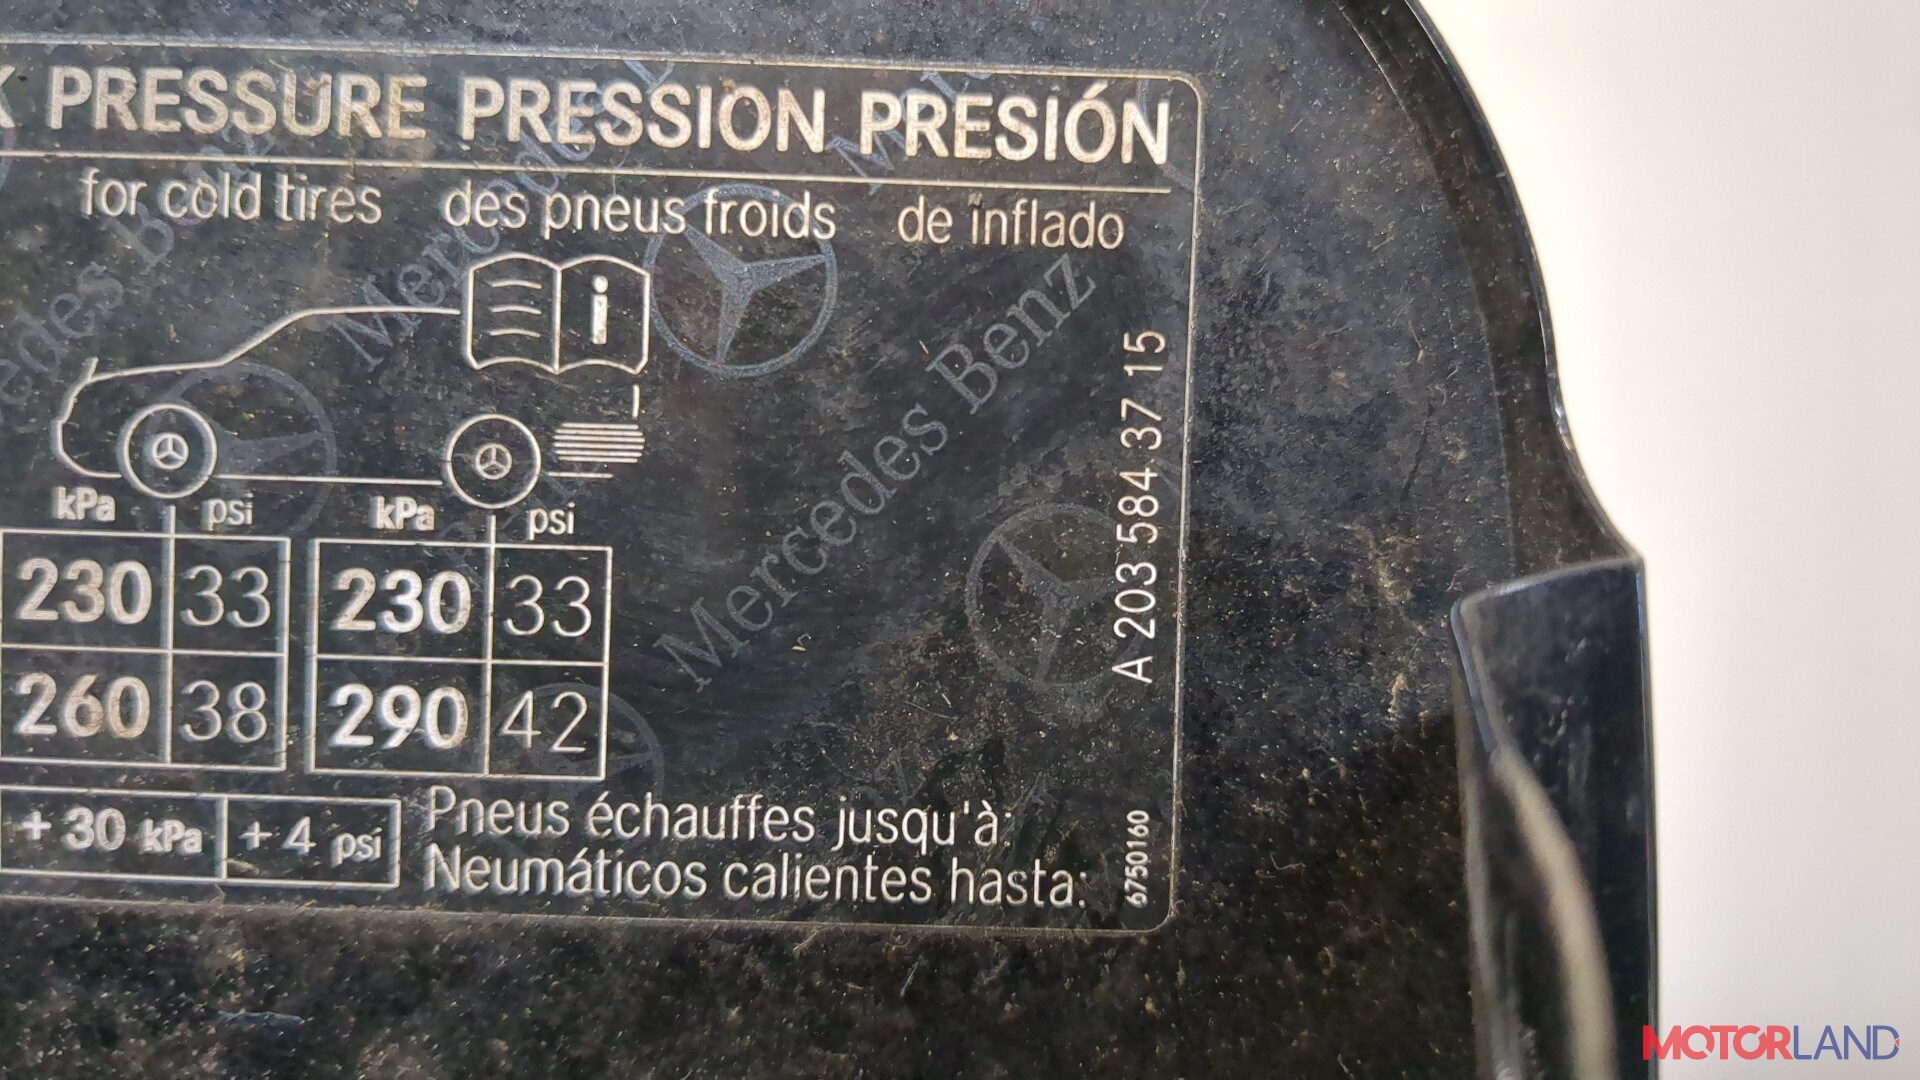 PRESSURE PRESSION PRESIÓN
for cold tires des pneus froids de inflado
i
kPa psi kPa psi
230 33 230 33
260 38 290 42
+ 30 kPa + 4 psi
Pneus échauffes jusqu'à:
Neumáticos calientes hasta:
A 203 584 37 15
6750160
Mercedes Benz
MOTORLAND